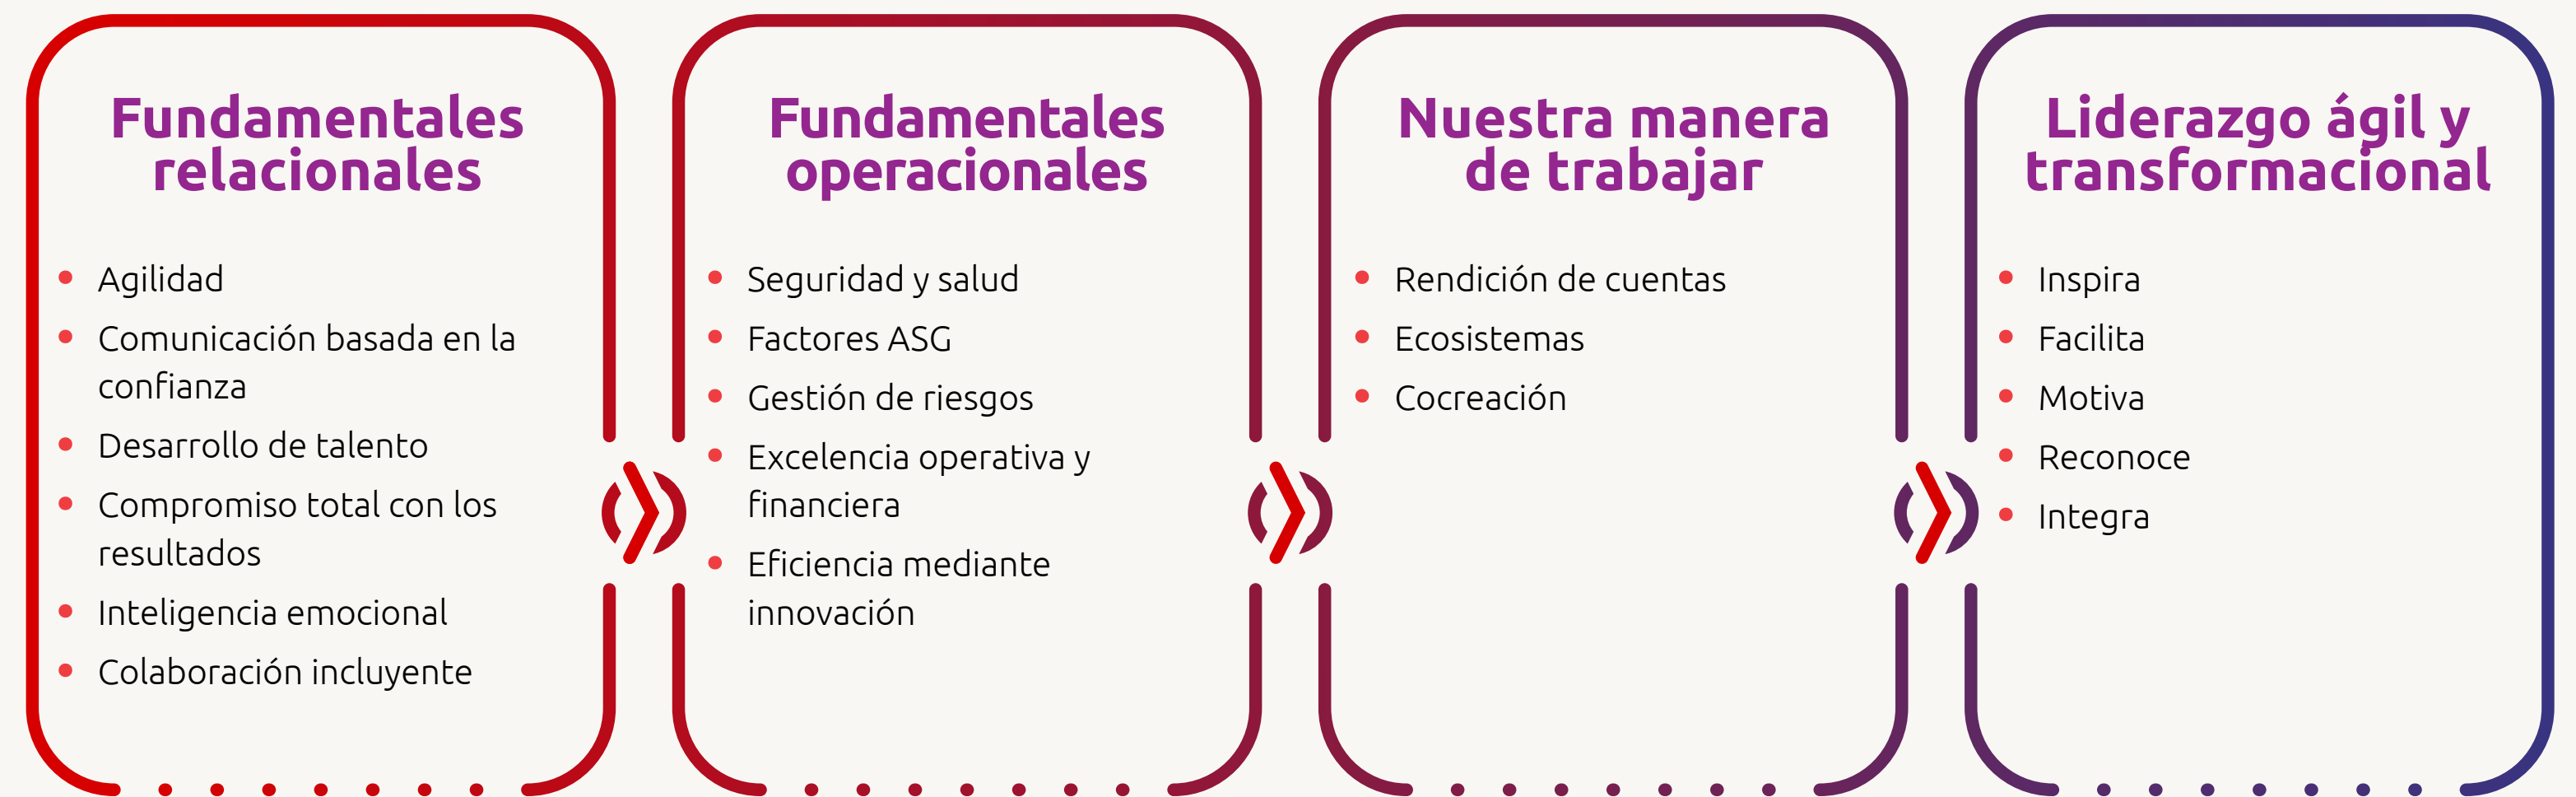 Fundamentales
relacionales
Agilidad
Comunicación basada en la
confianza
Desarrollo de talento
Compromiso total con los
resultados
Inteligencia emocional
Colaboración incluyente
Fundamentales
operacionales
Seguridad y salud
Factores ASG
Gestión de riesgos
Excelencia operativa y
financiera
Eficiencia mediante
innovación
Nuestra manera
de trabajar
Rendición de cuentas
Ecosistemas
Cocreación
Liderazgo ágil y
transformacional
Inspira
Facilita
Motiva
Reconoce
Integra